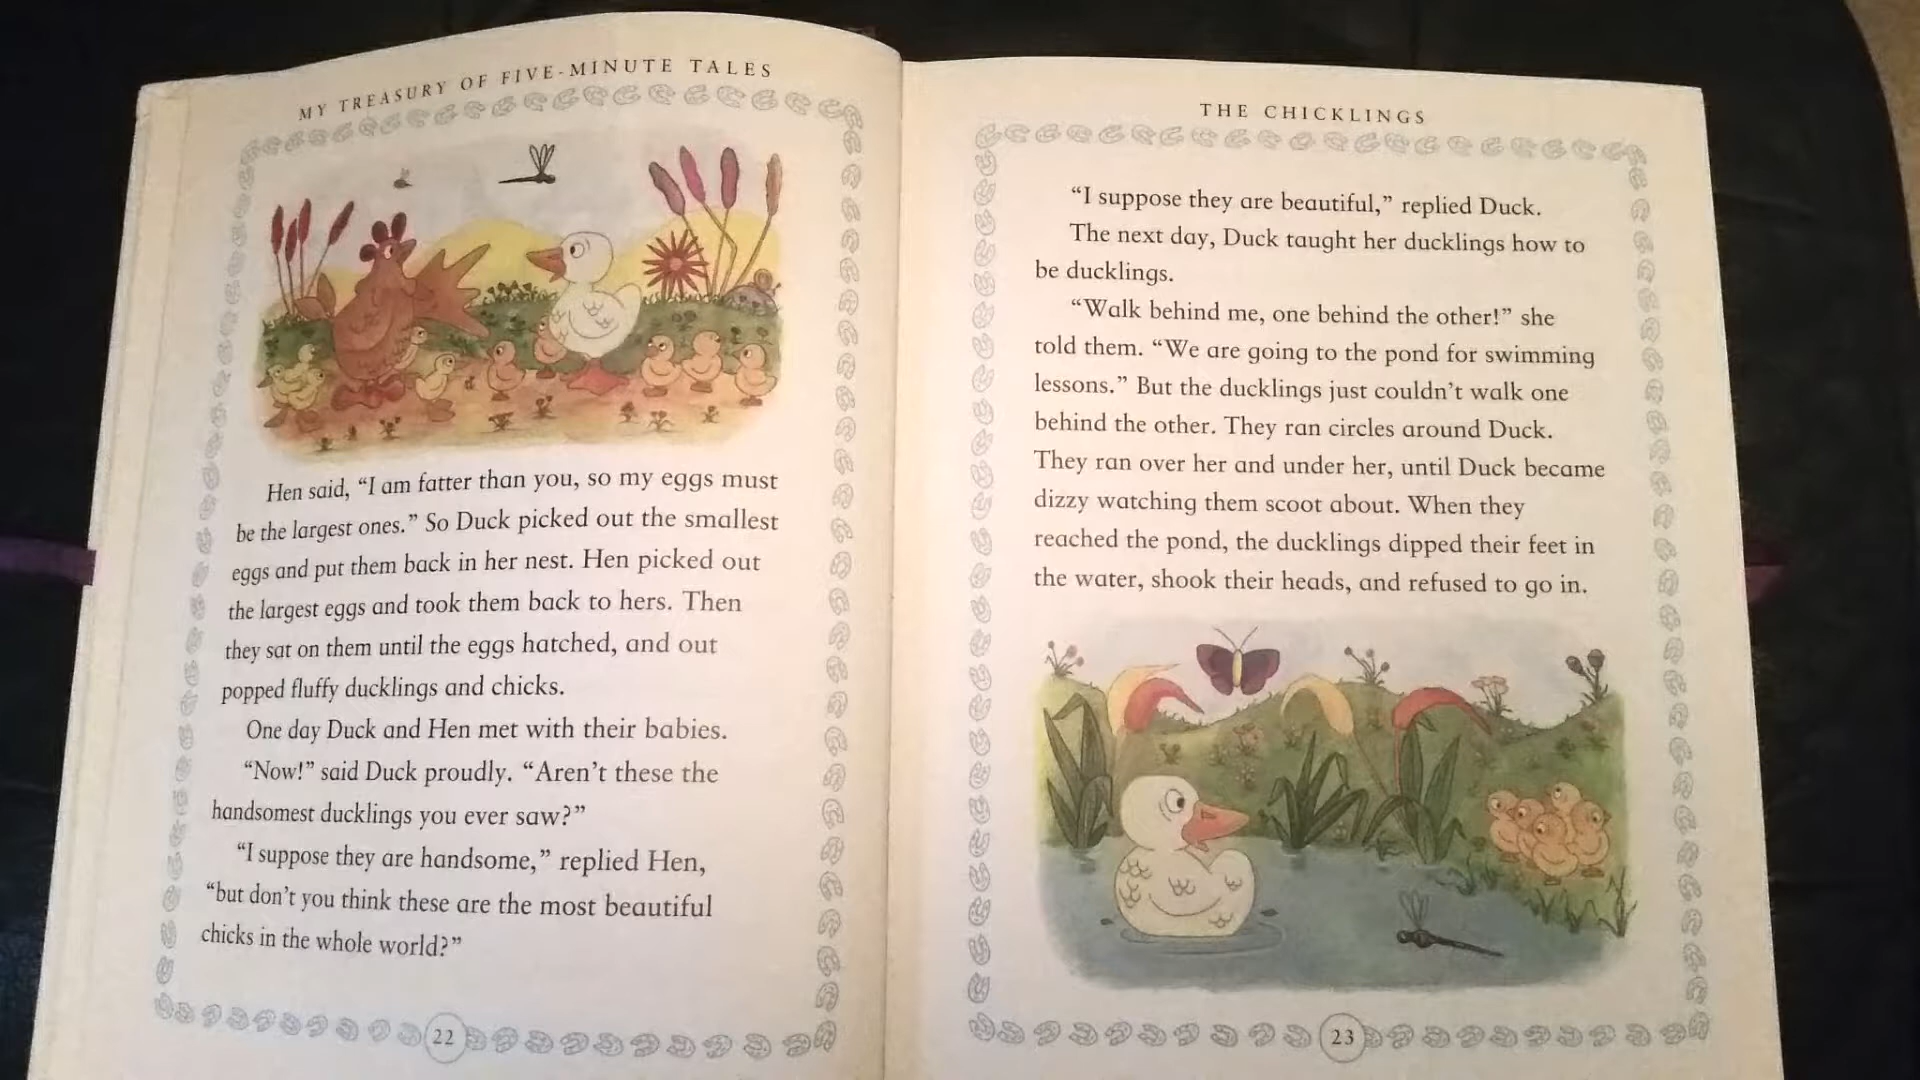 MY TREASURY OF FIVE-MINUTE TALES
Hen said, “I am fatter than you, so my eggs must
be the largest ones.” So Duck picked out the smallest
eggs and put them back in her nest. Hen picked out
the largest eggs and took them back to hers. Then
they sat on them until the eggs hatched, and out
popped fluffy ducklings and chicks.
One day Duck and Hen met with their babies.
“Now!” said Duck proudly. “Aren’t these the
handsomest ducklings you ever saw?”
“I suppose they are handsome,” replied Hen,
“but don’t you think these are the most beautiful
chicks in the whole world?”
22
THE CHICKLINGS
“I suppose they are beautiful,” replied Duck.
The next day, Duck taught her ducklings how to
be ducklings.
“Walk behind me, one behind the other!” she
told them. “We are going to the pond for swimming
lessons.” But the ducklings just couldn’t walk one
behind the other. They ran circles around Duck.
They ran over her and under her, until Duck became
dizzy watching them scoot about. When they
reached the pond, the ducklings dipped their feet in
the water, shook their heads, and refused to go in.
23